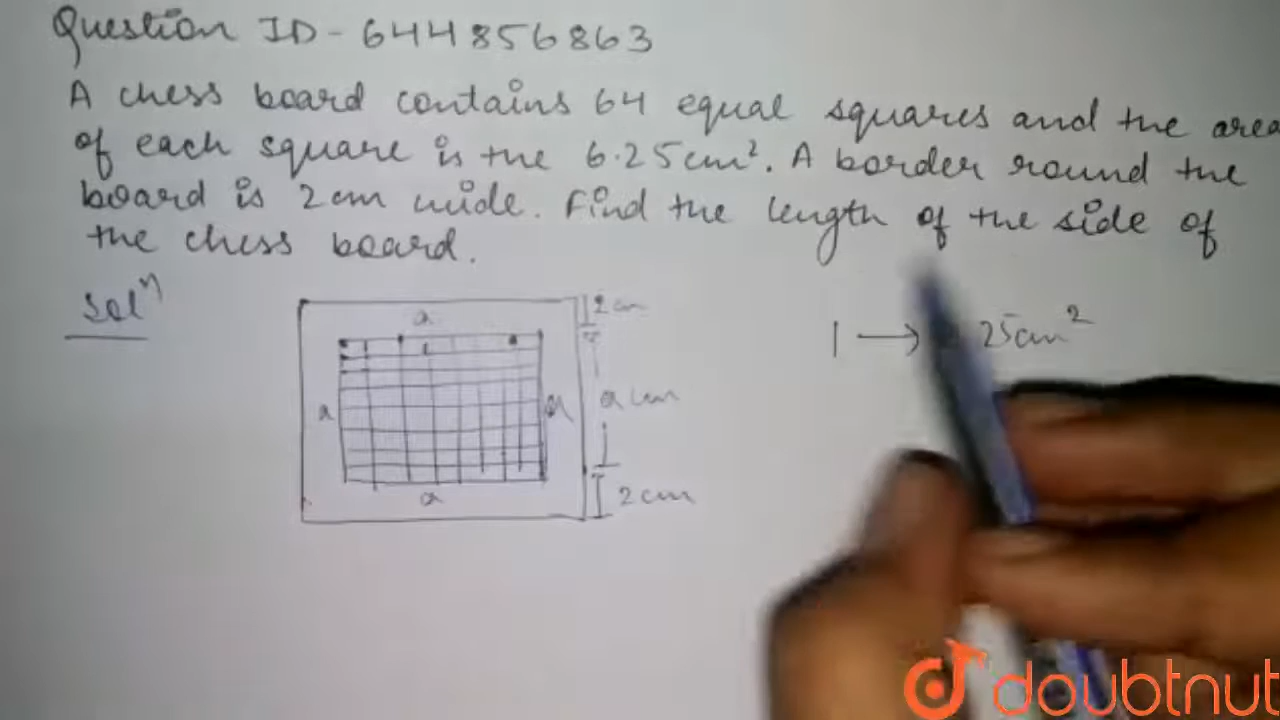 Question ID - 644856863
A chess board contains 64 equal squares and the area
of each square is the 6.25cm². A border round the
board is 2cm wide. Find the length of the side of
the chess board.
Solⁿ
2 cm
a
1 → 25cm²
a
a
a cm
a
2 cm
doubtnut